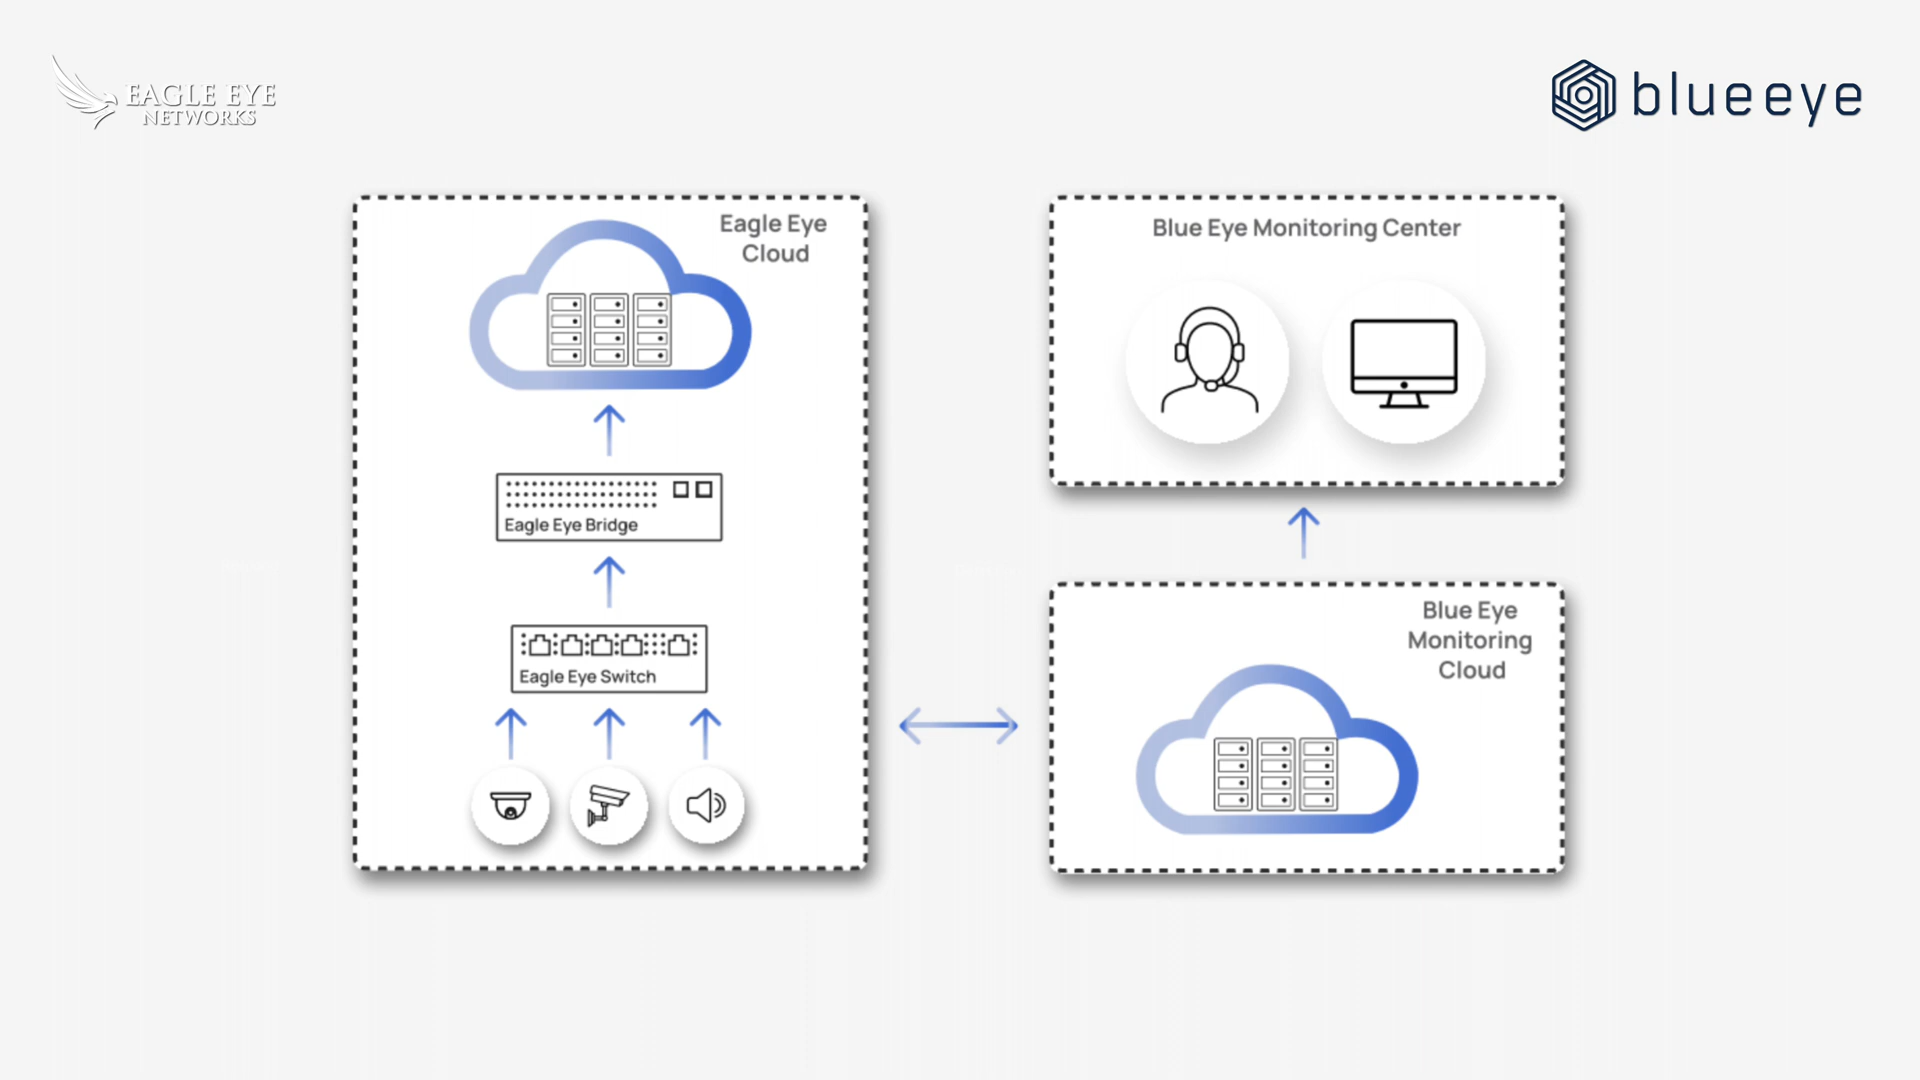 EAGLE EYE
NETWORKS
blueeye
Eagle Eye
Cloud
Eagle Eye Bridge
Eagle Eye Switch
Blue Eye Monitoring Center
Blue Eye
Monitoring
Cloud